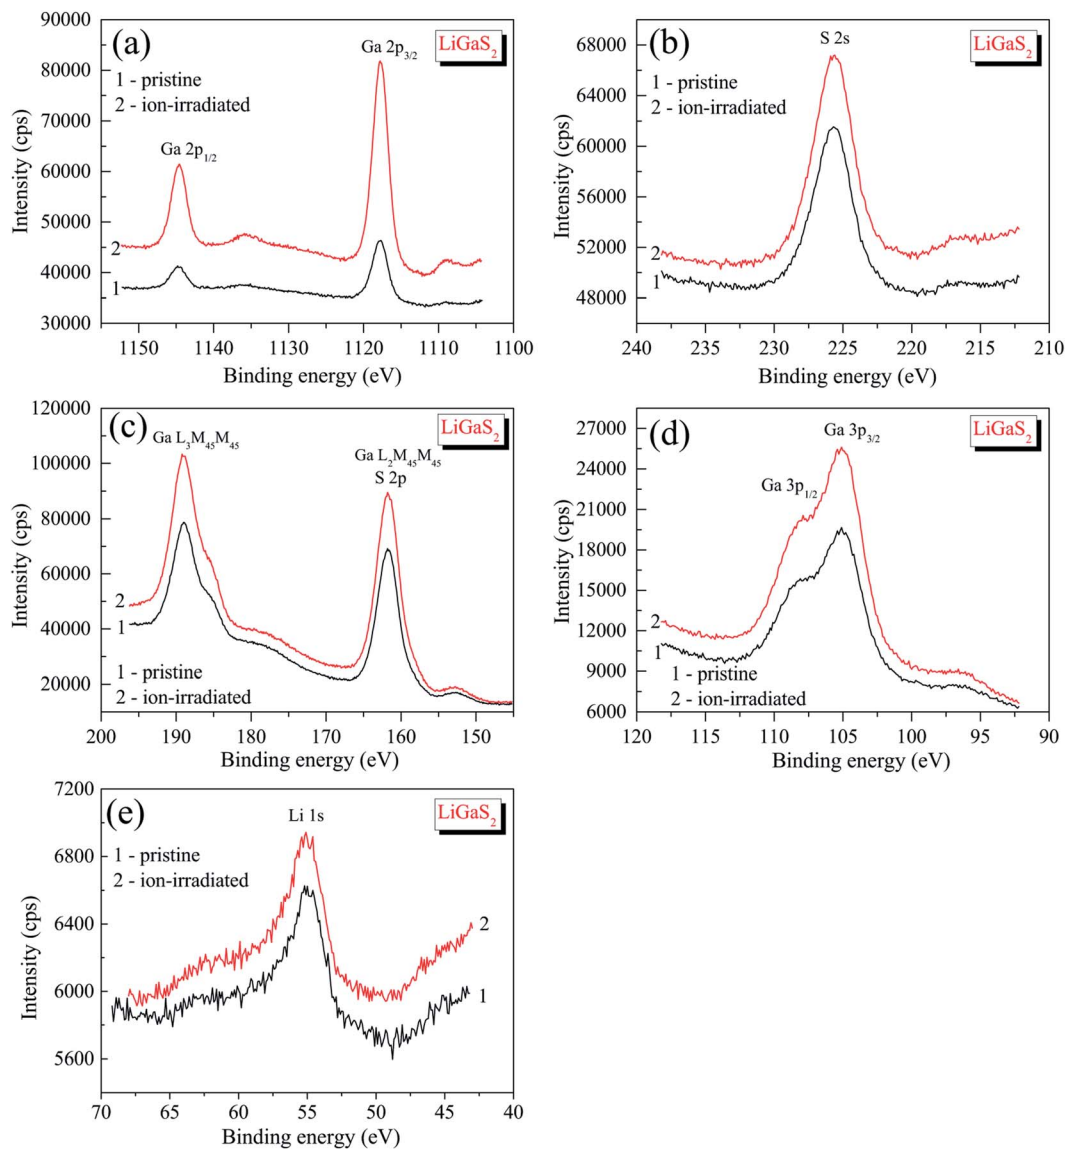 (a)
LiGaS₂
Ga 2p₃/₂
1 - pristine
2 - ion-irradiated
Ga 2p₁/₂
2
1
90000
80000
70000
60000
50000
40000
30000
Intensity (cps)
1150 1140 1130 1120 1110 1100
Binding energy (eV)
(b)
LiGaS₂
S 2s
1 - pristine
2 - ion-irradiated
2
1
68000
64000
60000
56000
52000
48000
Intensity (cps)
240 235 230 225 220 215 210
Binding energy (eV)
(c)
LiGaS₂
Ga L₃M₄₅M₄₅
Ga L₂M₄₅M₄₅
S 2p
2
1
1 - pristine
2 - ion-irradiated
120000
100000
80000
60000
40000
20000
Intensity (cps)
200 190 180 170 160 150
Binding energy (eV)
(d)
LiGaS₂
Ga 3p₃/₂
Ga 3p₁/₂
2
1
1 - pristine
2 - ion-irradiated
27000
24000
21000
18000
15000
12000
9000
6000
Intensity (cps)
120 115 110 105 100 95 90
Binding energy (eV)
(e)
LiGaS₂
Li 1s
1 - pristine
2 - ion-irradiated
2
1
7200
6800
6400
6000
5600
Intensity (cps)
70 65 60 55 50 45 40
Binding energy (eV)